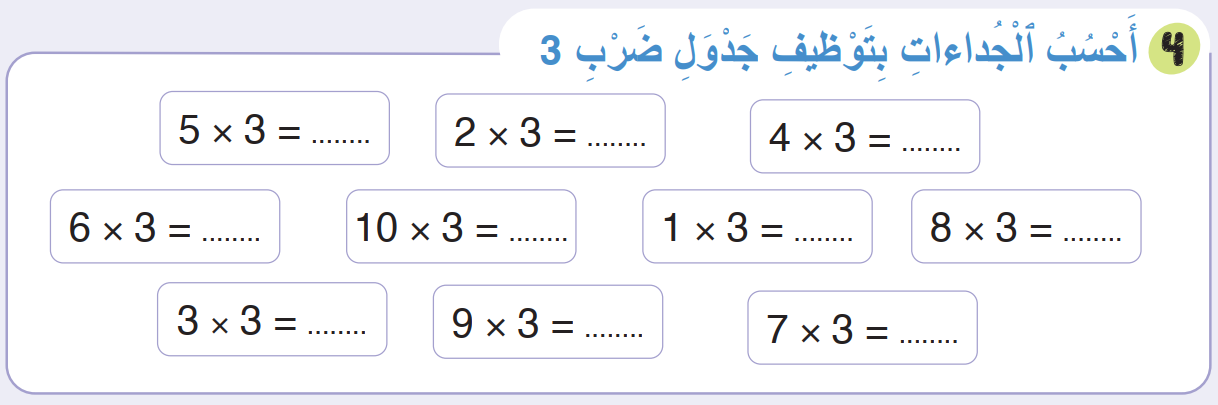 4 أَحْسُبُ ٱلْجُداءاتِ بِتَوْظيفِ جَدْوَلِ ضَرْبِ 3
5 × 3 = ........ 2 × 3 = ........ 4 × 3 = ........
6 × 3 = ........ 10 × 3 = ........ 1 × 3 = ........ 8 × 3 = ........
3 × 3 = ........ 9 × 3 = ........ 7 × 3 = ........